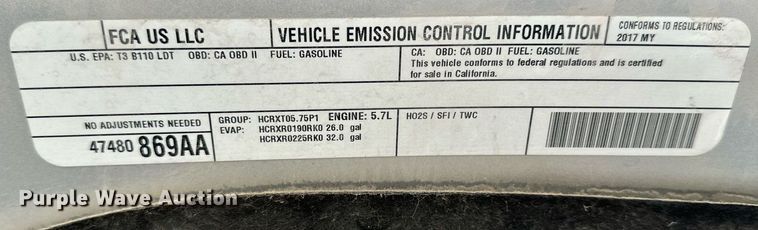 FCA US LLC
VEHICLE EMISSION CONTROL INFORMATION
CONFORMS TO REGULATIONS:
2017 MY
U.S. EPA: T3 B110 LDT OBD: CA OBD II FUEL: GASOLINE
CA: OBD: CA OBD II FUEL: GASOLINE
This vehicle conforms to federal regulations and is certified
for sale in California.
NO ADJUSTMENTS NEEDED
47480 869AA
GROUP: HCRXT05.75P1 ENGINE: 5.7L
EVAP: HCRXR0190RK0 26.0 gal
HCRXR0225RK0 32.0 gal
HO2S / SFI / TWC
Purple Wave Auction